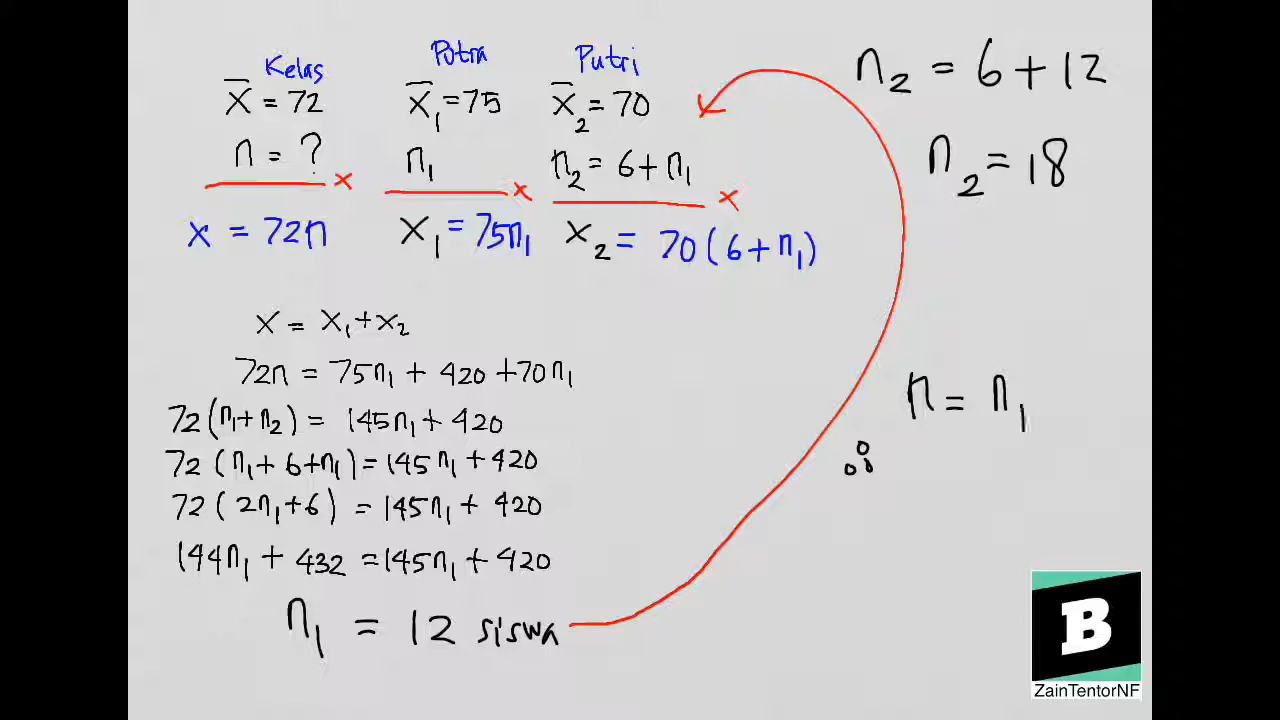 Kelas Putra Putri
x̄ = 72 x̄₁ = 75 x̄₂ = 70
n = ? n₁ n₂ = 6 + n₁
x x x
x = 72n x₁ = 75n₁ x₂ = 70(6 + n₁)
x = x₁ + x₂
72n = 75n₁ + 420 + 70n₁
72(n₁ + n₂) = 145n₁ + 420
72(n₁ + 6 + n₁) = 145n₁ + 420
72(2n₁ + 6) = 145n₁ + 420
144n₁ + 432 = 145n₁ + 420
n₁ = 12 siswa
n₂ = 6 + 12
n₂ = 18
∴
n = n₁
B
ZainTentorNF